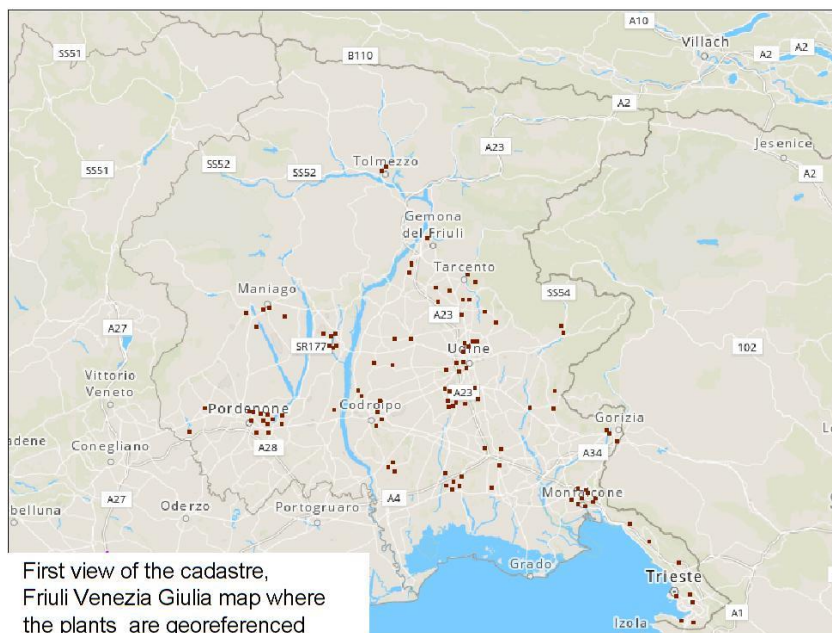 A10
SS51
B110
Villach
A2
A2
A2
A23
Jesenice
Tolmezzo
SS52
SS52
SS51
A2
Gemona
del Friuli
Tarcento
SS54
Maniago
A23
A27
SR177
Udine
102
Vittorio
Veneto
Pordenone
A23
Codroipo
Gorizia
adene
Conegliano
A28
A34
A27
A4
Monfalcone
obelluna
Oderzo
Portogruaro
Grado
Trieste
Izola
A1
First view of the cadastre,
Friuli Venezia Giulia map where
the plants are georeferenced